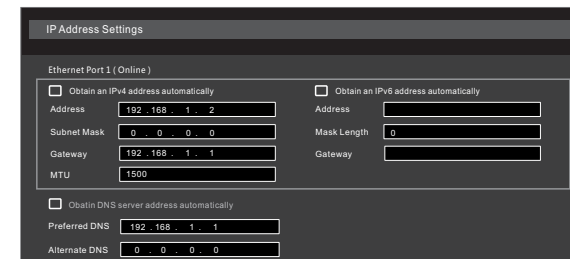 IP Address Settings
Ethernet Port 1 ( Online )
Obtain an IPv4 address automatically
Obtain an IPv6 address automatically
Address 192 . 168 . 1 . 2
Address
Subnet Mask 0 . 0 . 0 . 0
Mask Length 0
Gateway 192 . 168 . 1 . 1
Gateway
MTU 1500
Obatin DNS server address automatically
Preferred DNS 192 . 168 . 1 . 1
Alternate DNS 0 . 0 . 0 . 0